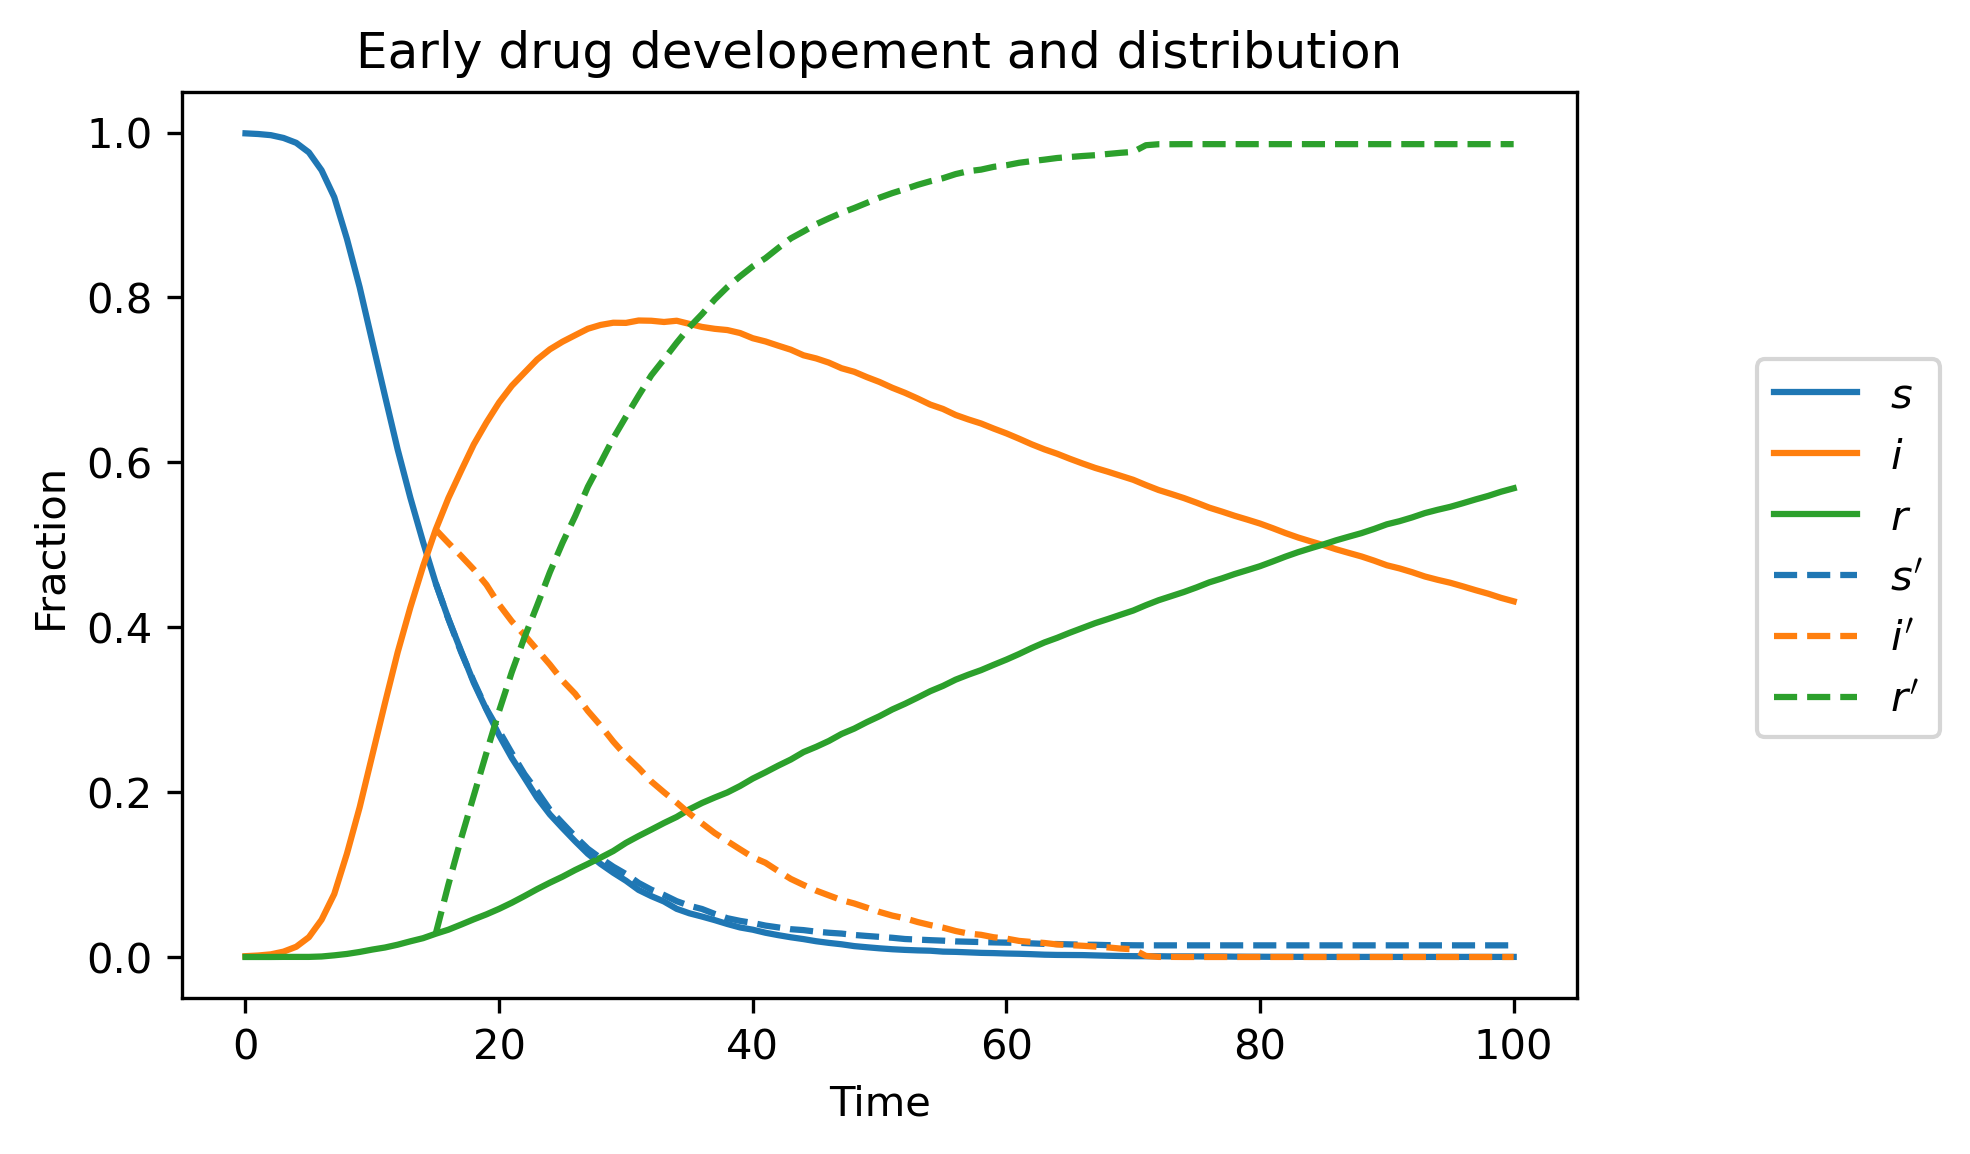 Early drug developement and distribution
1.0
0.8
0.6
0.4
0.2
0.0
Fraction
0 20 40 60 80 100
Time
s
i
r
s′
i′
r′